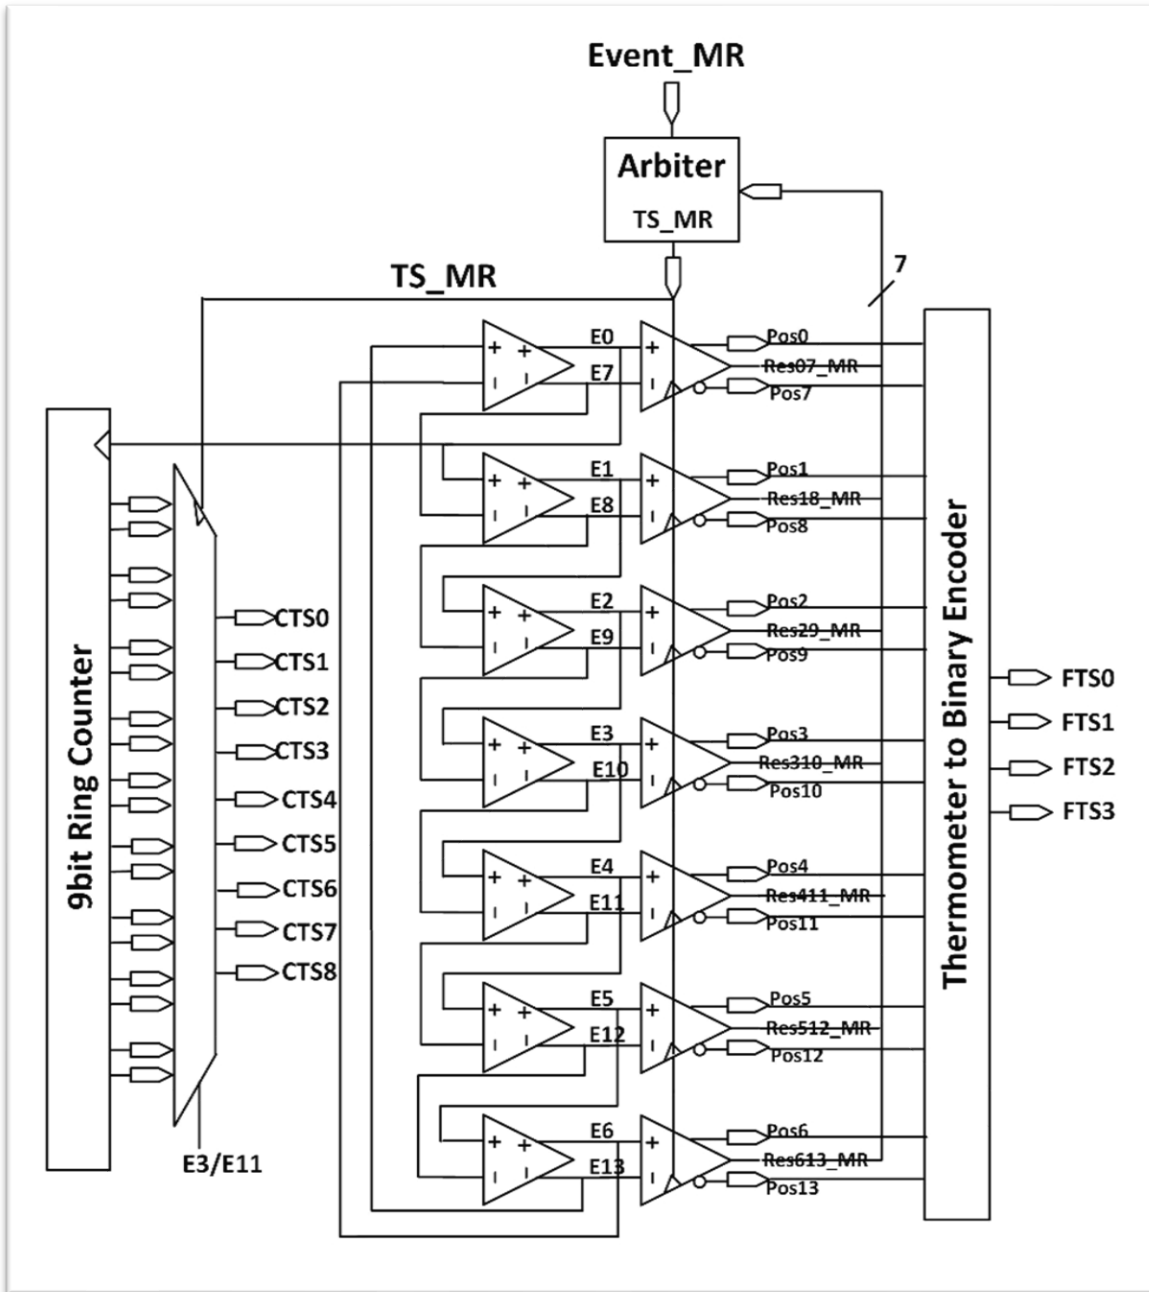 Event_MR
Arbiter
TS_MR
7
TS_MR
E0
E7
Pos0
Res07_MR
Pos7
E1
E8
Pos1
Res18_MR
Pos8
E2
E9
Pos2
Res29_MR
Pos9
E3
E10
Pos3
Res310_MR
Pos10
E4
E11
Pos4
Res411_MR
Pos11
E5
E12
Pos5
Res512_MR
Pos12
E6
E13
Pos6
Res613_MR
Pos13
9bit Ring Counter
CTS0
CTS1
CTS2
CTS3
CTS4
CTS5
CTS6
CTS7
CTS8
E3/E11
Thermometer to Binary Encoder
FTS0
FTS1
FTS2
FTS3